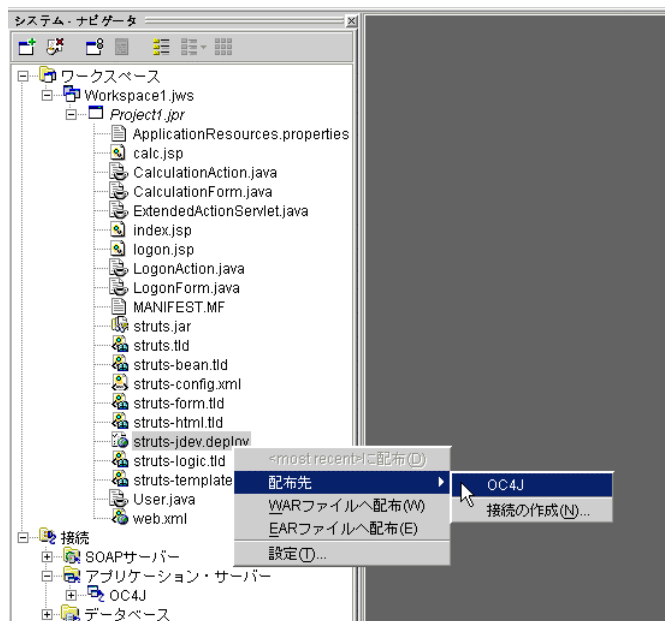 システム・ナビゲータ
ワークスペース
Workspace1.jws
Project1.jpr
ApplicationResources.properties
calc.jsp
CalculationAction.java
CalculationForm.java
ExtendedActionServlet.java
index.jsp
logon.jsp
LogonAction.java
LogonForm.java
MANIFEST.MF
struts.jar
struts.tld
struts-bean.tld
struts-config.xml
struts-form.tld
struts-html.tld
struts-jdev.deploy
struts-logic.tld
struts-template
User.java
web.xml
<most recent>に配布(D)
配布先
WARファイルへ配布(W)
EARファイルへ配布(E)
設定(T)...
OC4J
接続の作成(N)...
接続
SOAPサーバー
アプリケーション・サーバー
OC4J
データベース